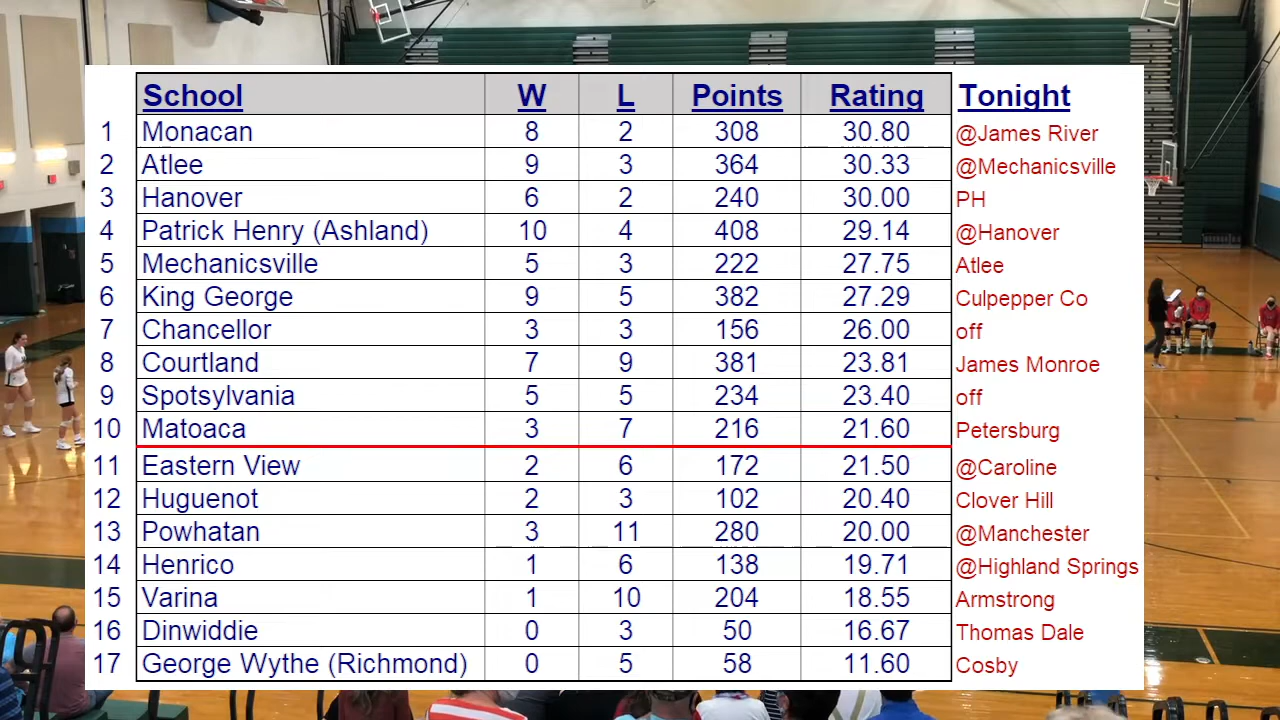 School W L Points Rating Tonight
1 Monacan 8 2 308 30.80 @James River
2 Atlee 9 3 364 30.33 @Mechanicsville
3 Hanover 6 2 240 30.00 PH
4 Patrick Henry (Ashland) 10 4 408 29.14 @Hanover
5 Mechanicsville 5 3 222 27.75 Atlee
6 King George 9 5 382 27.29 Culpepper Co
7 Chancellor 3 3 156 26.00 off
8 Courtland 7 9 381 23.81 James Monroe
9 Spotsylvania 5 5 234 23.40 off
10 Matoaca 3 7 216 21.60 Petersburg
11 Eastern View 2 6 172 21.50 @Caroline
12 Huguenot 2 3 102 20.40 Clover Hill
13 Powhatan 3 11 280 20.00 @Manchester
14 Henrico 1 6 138 19.71 @Highland Springs
15 Varina 1 10 204 18.55 Armstrong
16 Dinwiddie 0 3 50 16.67 Thomas Dale
17 George Wythe (Richmond) 0 5 58 11.60 Cosby